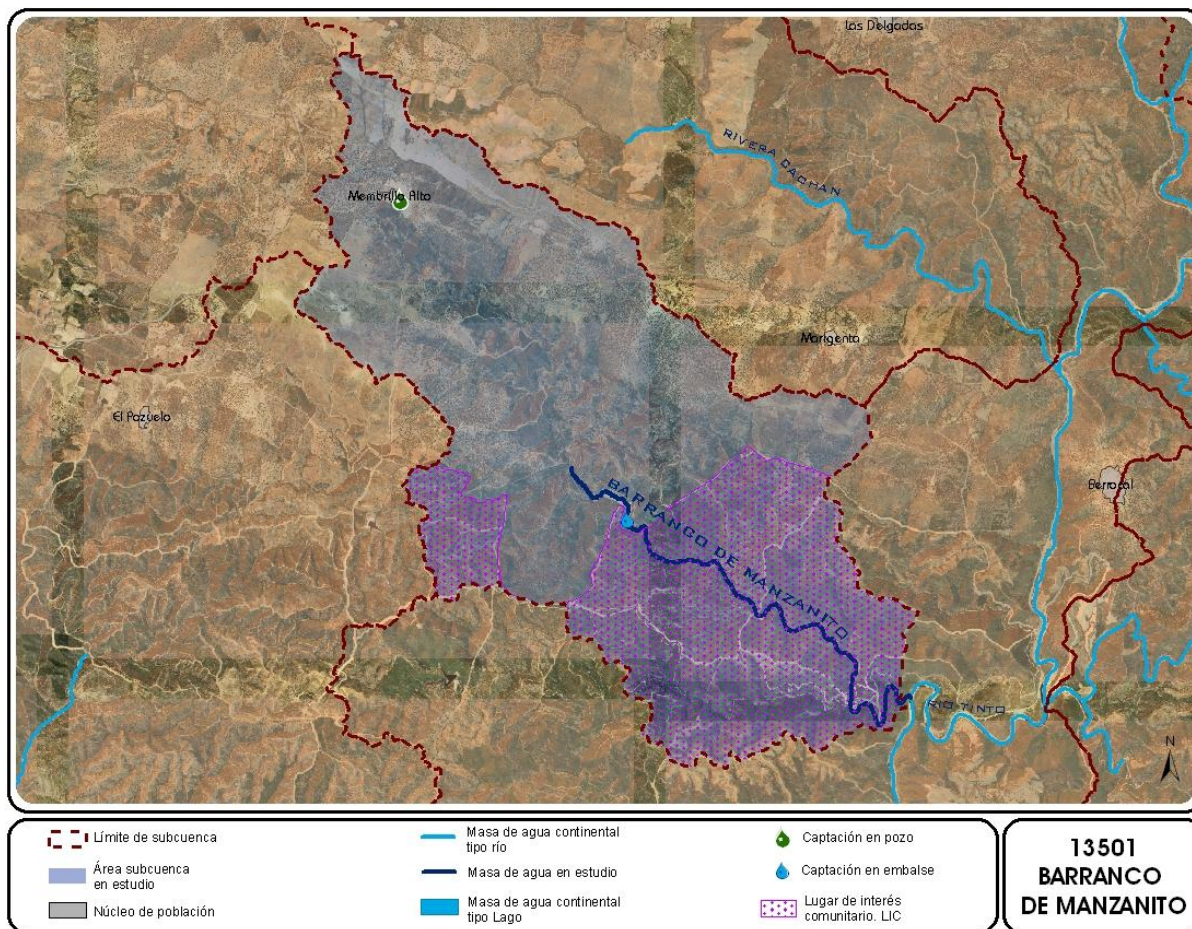 Las Delgadas
RIVERA CACHAN
Membrillo Alto
Marigenta
El Pozuelo
Berrocal
BARRANCO DE MANZANITO
RIO TINTO
N
Límite de subcuenca
Área subcuenca
en estudio
Núcleo de población
Masa de agua continental
tipo río
Masa de agua en estudio
Masa de agua continental
tipo Lago
Captación en pozo
Captación en embalse
Lugar de interés
comunitario. LIC
13501
BARRANCO
DE MANZANITO